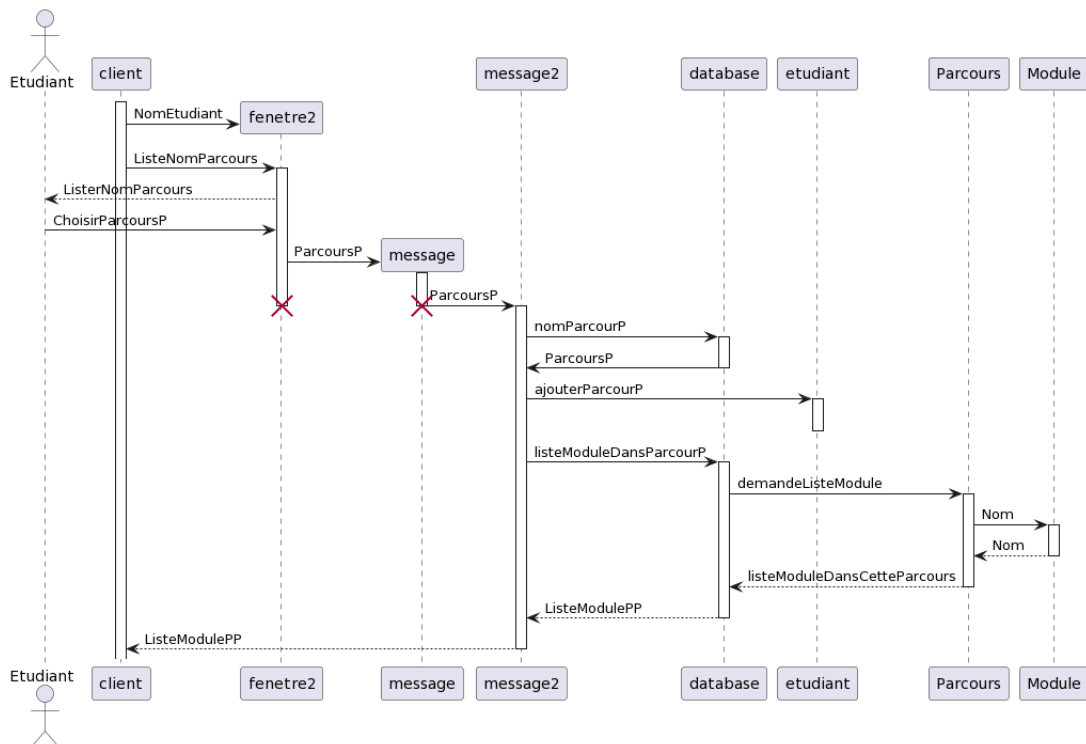 Etudiant
client
message2
database
etudiant
Parcours
Module
NomEtudiant
fenetre2
ListeNomParcours
ListerNomParcours
ChoisirParcoursP
ParcoursP
message
ParcoursP
nomParcourP
ParcoursP
ajouterParcourP
listeModuleDansParcourP
demandeListeModule
Nom
Nom
listeModuleDansCetteParcours
ListeModulePP
ListeModulePP
Etudiant
client
fenetre2
message
message2
database
etudiant
Parcours
Module